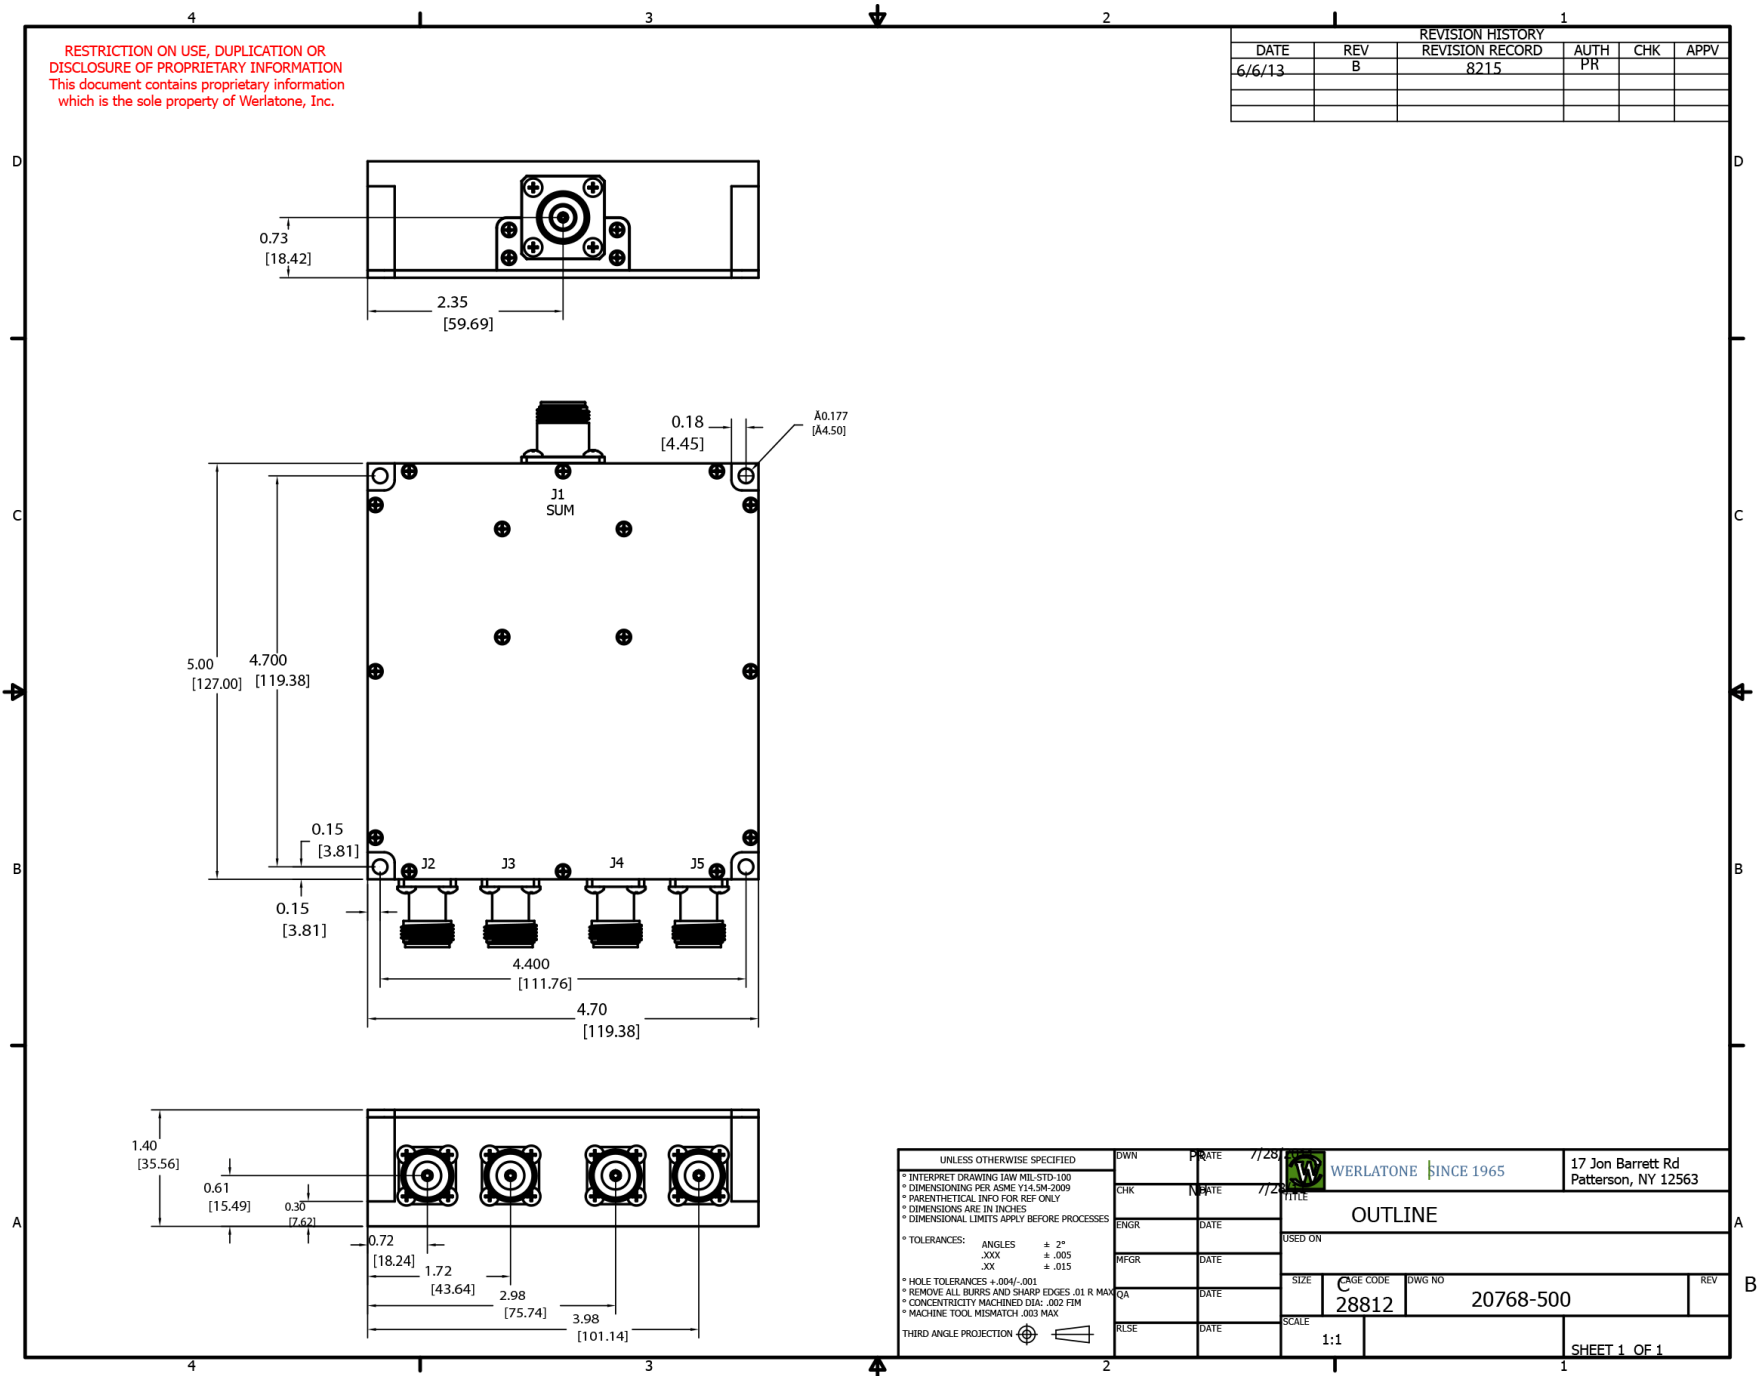 4 3 2 1
RESTRICTION ON USE, DUPLICATION OR
DISCLOSURE OF PROPRIETARY INFORMATION
This document contains proprietary information
which is the sole property of Werlatone, Inc.
REVISION HISTORY
DATE REV REVISION RECORD AUTH CHK APPV
6/6/13 B 8215 PR
D D
0.73
[18.42]
2.35
[59.69]
0.18
[4.45]
Å0.177
[Å4.50]
J1
SUM
C C
5.00
[127.00]
4.700
[119.38]
0.15
[3.81]
J2 J3 J4 J5
B B
0.15
[3.81]
4.400
[111.76]
4.70
[119.38]
1.40
[35.56]
0.61
[15.49]
0.30
[7.62]
A A
0.72
[18.24]
1.72
[43.64]
2.98
[75.74]
3.98
[101.14]
UNLESS OTHERWISE SPECIFIED
° INTERPRET DRAWING IAW MIL-STD-100
° DIMENSIONING PER ASME Y14.5M-2009
° PARENTHETICAL INFO FOR REF ONLY
° DIMENSIONS ARE IN INCHES
° DIMENSIONAL LIMITS APPLY BEFORE PROCESSES
° TOLERANCES:
ANGLES ± 2°
.XXX ± .005
.XX ± .015
° HOLE TOLERANCES +.004/-.001
° REMOVE ALL BURRS AND SHARP EDGES .01 R MAX
° CONCENTRICITY MACHINED DIA: .002 FIM
° MACHINE TOOL MISMATCH .003 MAX
THIRD ANGLE PROJECTION
DWN PR DATE
CHK DATE
ENGR DATE
MFGR DATE
QA DATE
RLSE DATE
W WERLATONE SINCE 1965
17 Jon Barrett Rd
Patterson, NY 12563
TITLE
OUTLINE
USED ON
SIZE C CAGE CODE DWG NO REV B
28812 20768-500
SCALE
1:1
SHEET 1 OF 1
4 3 2 1